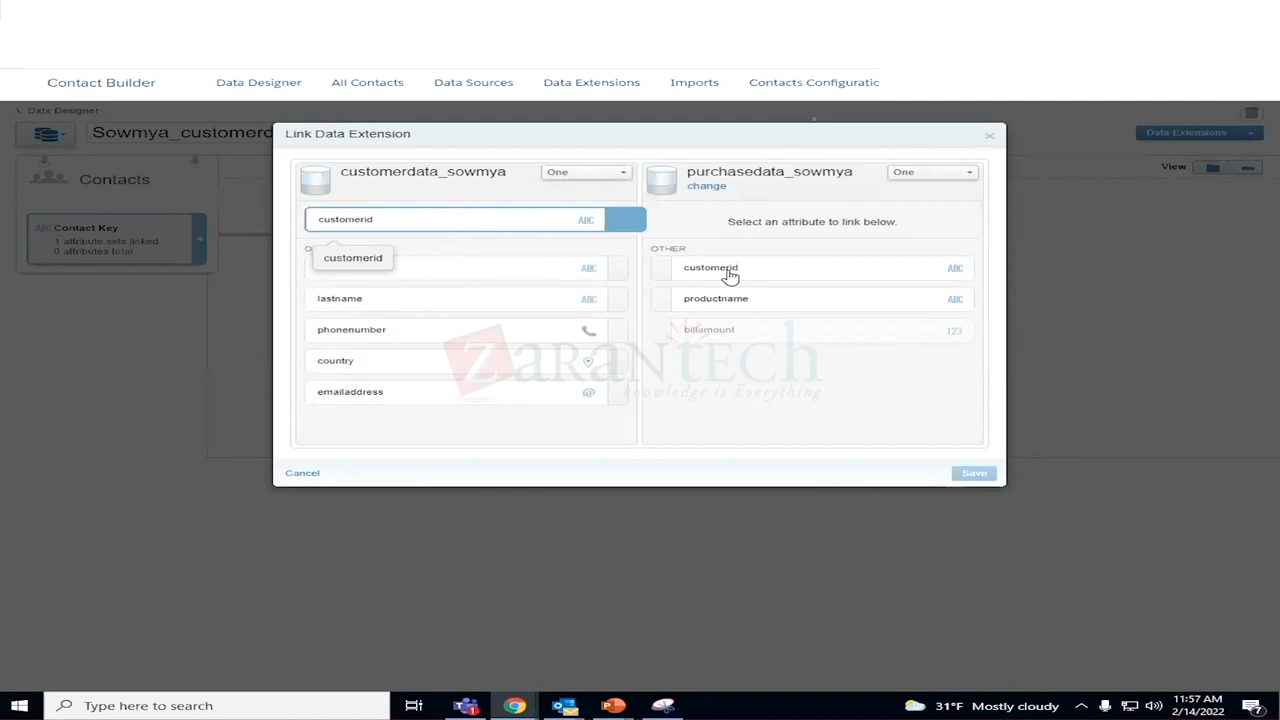 Contact Builder
Data Designer
All Contacts
Data Sources
Data Extensions
Imports
Contacts Configuratic
Data Designer
Sowmya_customerd
Data Extensions
View
Contacts
ABC Contact Key
1 attribute sets linked
0 attributes total
Link Data Extension
customerdata_sowmya
One
purchasedata_sowmya
One
change
customerid ABC
Select an attribute to link below.
customerid
OTHER
ABC
customerid ABC
lastname ABC
productname ABC
phonenumber
billamount 123
country
emailaddress @
zarantech
knowledge is Everything
Cancel
Save
Type here to search
1
31°F Mostly cloudy
11:57 AM
2/14/2022
7